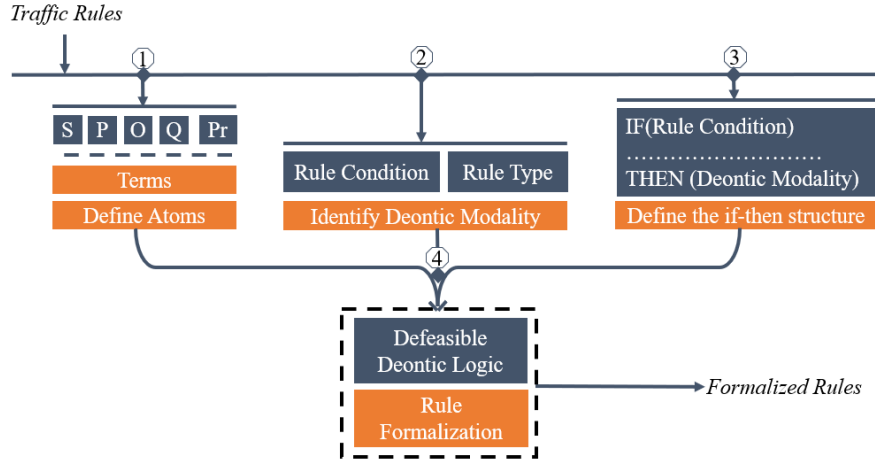 Traffic Rules
1
2
3
S P O Q Pr
Terms
Define Atoms
Rule Condition
Rule Type
Identify Deontic Modality
IF(Rule Condition)
...........................
THEN (Deontic Modality)
Define the if-then structure
4
Defeasible
Deontic Logic
Rule
Formalization
Formalized Rules